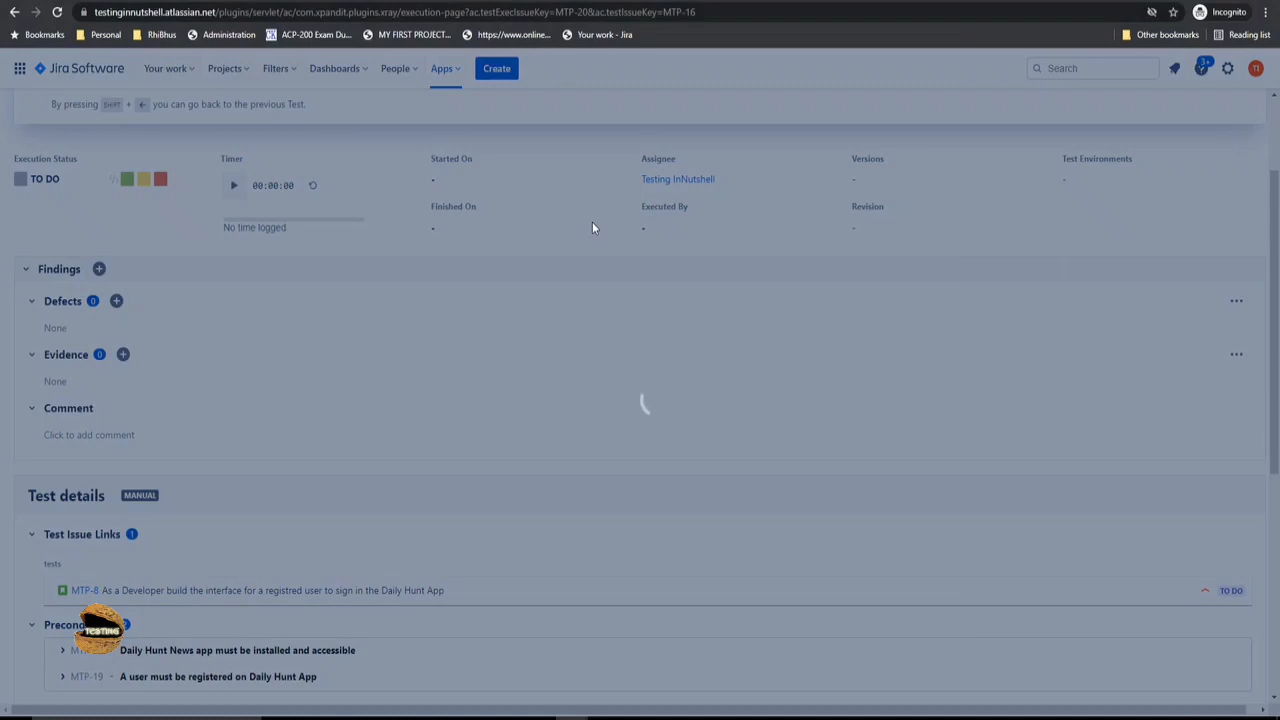 testinginnutshell.atlassian.net/plugins/servlet/ac/com.xpandit.plugins.xray/execution-page?ac.testExecIssueKey=MTP-20&ac.testIssueKey=MTP-16
Incognito
Bookmarks Personal RhiBhus Administration ACP-200 Exam Du... MY FIRST PROJECT... https://www.online... Your work - Jira Other bookmarks Reading list
Jira Software Your work Projects Filters Dashboards People Apps Create Search 3+ TI
By pressing SHIFT + ← you can go back to the previous Test.
Execution Status Timer Started On Assignee Versions Test Environments
TO DO 00:00:00 - Testing InNutshell - -
Finished On Executed By Revision
No time logged - - -
Findings
Defects 0
None
Evidence 0
None
Comment
Click to add comment
Test details MANUAL
Test Issue Links 1
tests
MTP-8 As a Developer build the interface for a registred user to sign in the Daily Hunt App TO DO
TESTING
Daily Hunt News app must be installed and accessible
MTP-19 - A user must be registered on Daily Hunt App